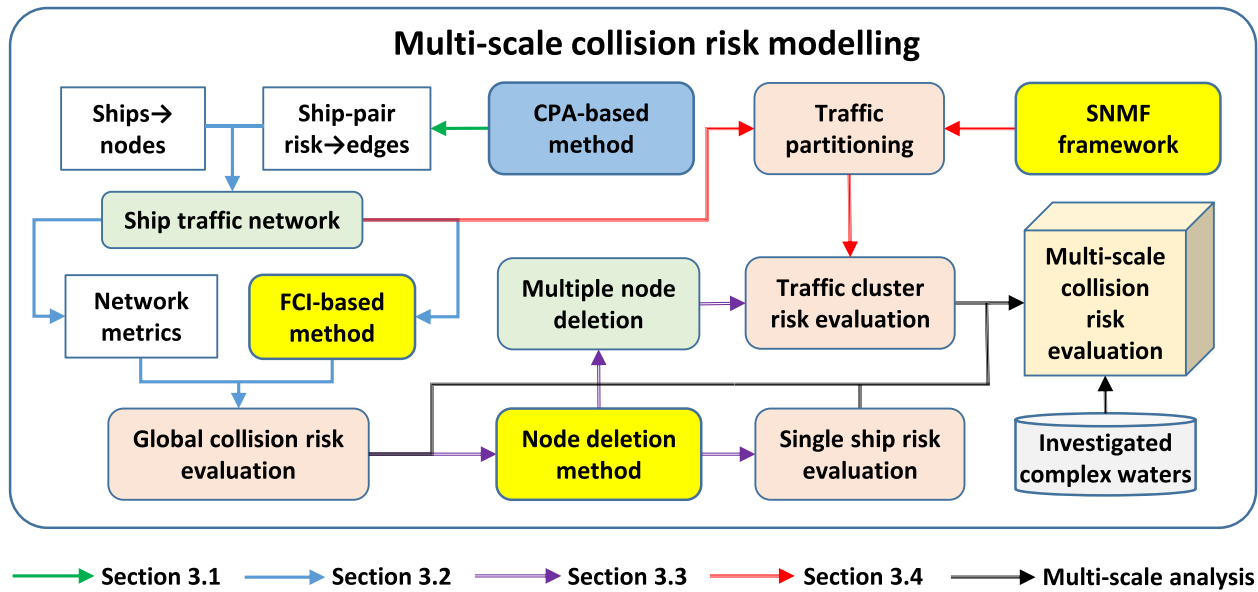 Multi-scale collision risk modelling
Ships→
nodes
Ship-pair
risk→edges
CPA-based
method
Traffic
partitioning
SNMF
framework
Ship traffic network
Network
metrics
FCI-based
method
Multiple node
deletion
Traffic cluster
risk evaluation
Multi-scale
collision
risk
evaluation
Global collision risk
evaluation
Node deletion
method
Single ship risk
evaluation
Investigated
complex waters
Section 3.1
Section 3.2
Section 3.3
Section 3.4
Multi-scale analysis